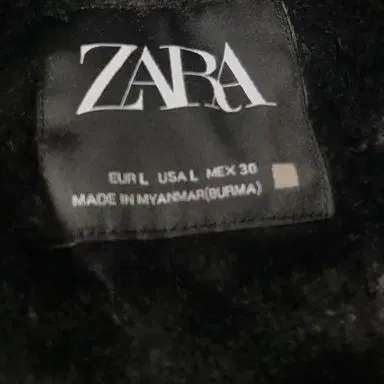 ZARA
EUR L USA L MEX 30
MADE IN MYANMAR(BURMA)